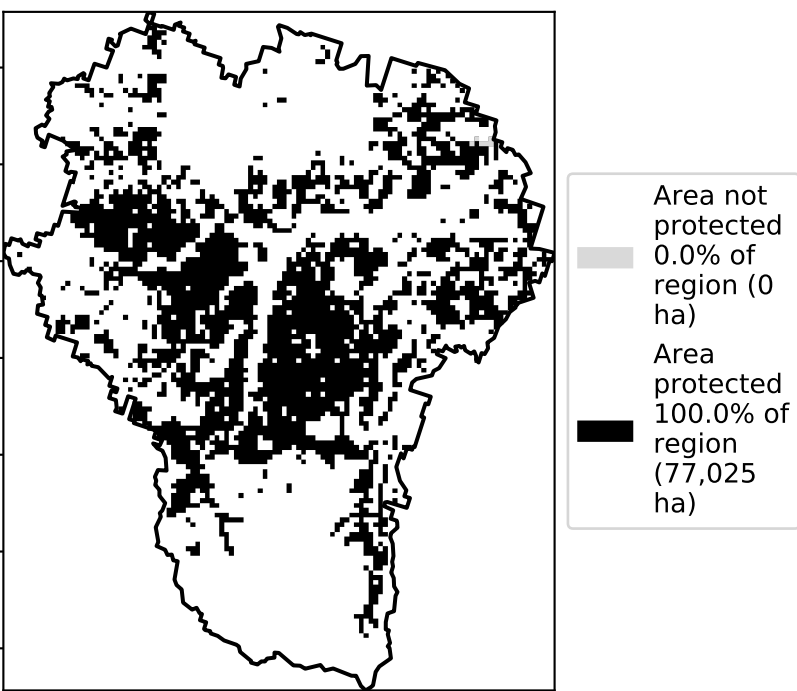 Area not
protected
0.0% of
region (0
ha)
Area
protected
100.0% of
region
(77,025
ha)